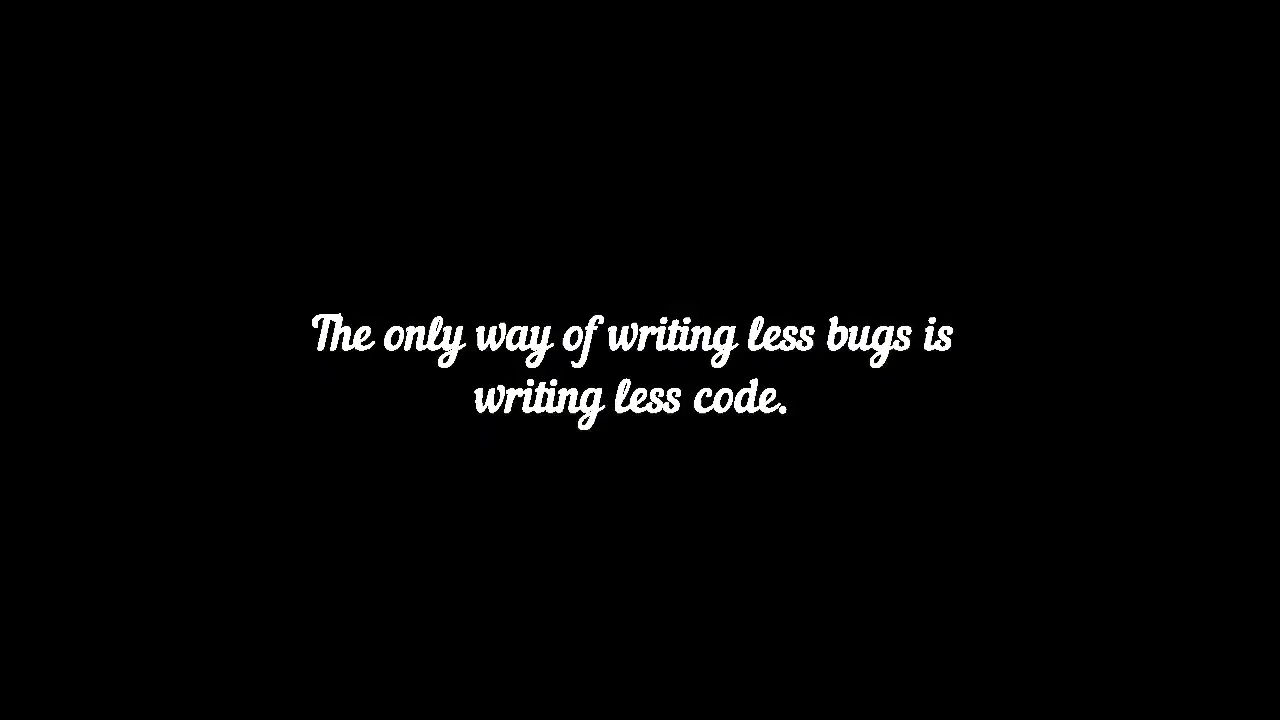 The only way of writing less bugs is
writing less code.